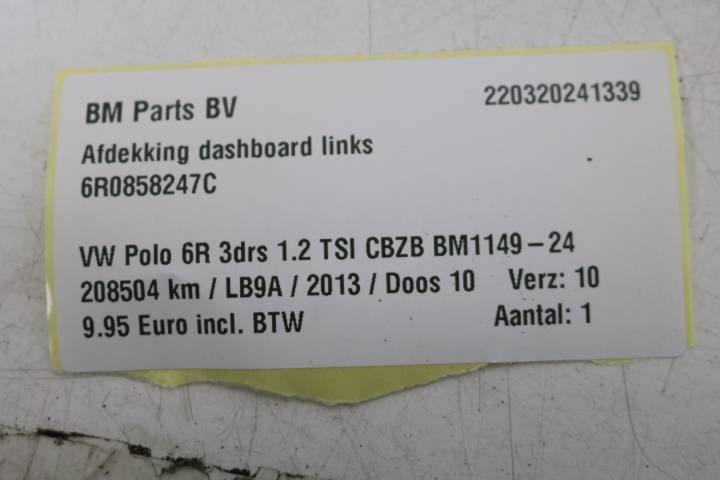 BM Parts BV 220320241339
Afdekking dashboard links
6R0858247C
VW Polo 6R 3drs 1.2 TSI CBZB BM1149-24
208504 km / LB9A / 2013 / Doos 10 Verz: 10
9.95 Euro incl. BTW Aantal: 1